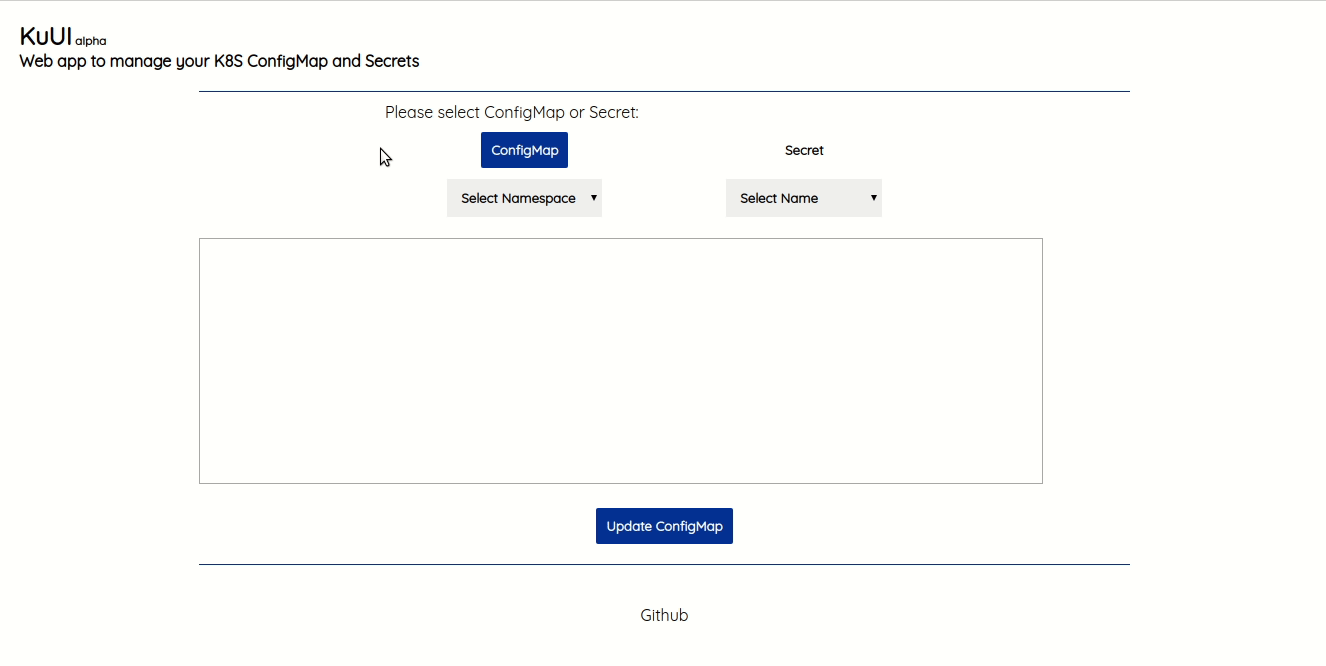 KuUI alpha
Web app to manage your K8S ConfigMap and Secrets
Please select ConfigMap or Secret:
ConfigMap Secret
Select Namespace Select Name
Update ConfigMap
Github